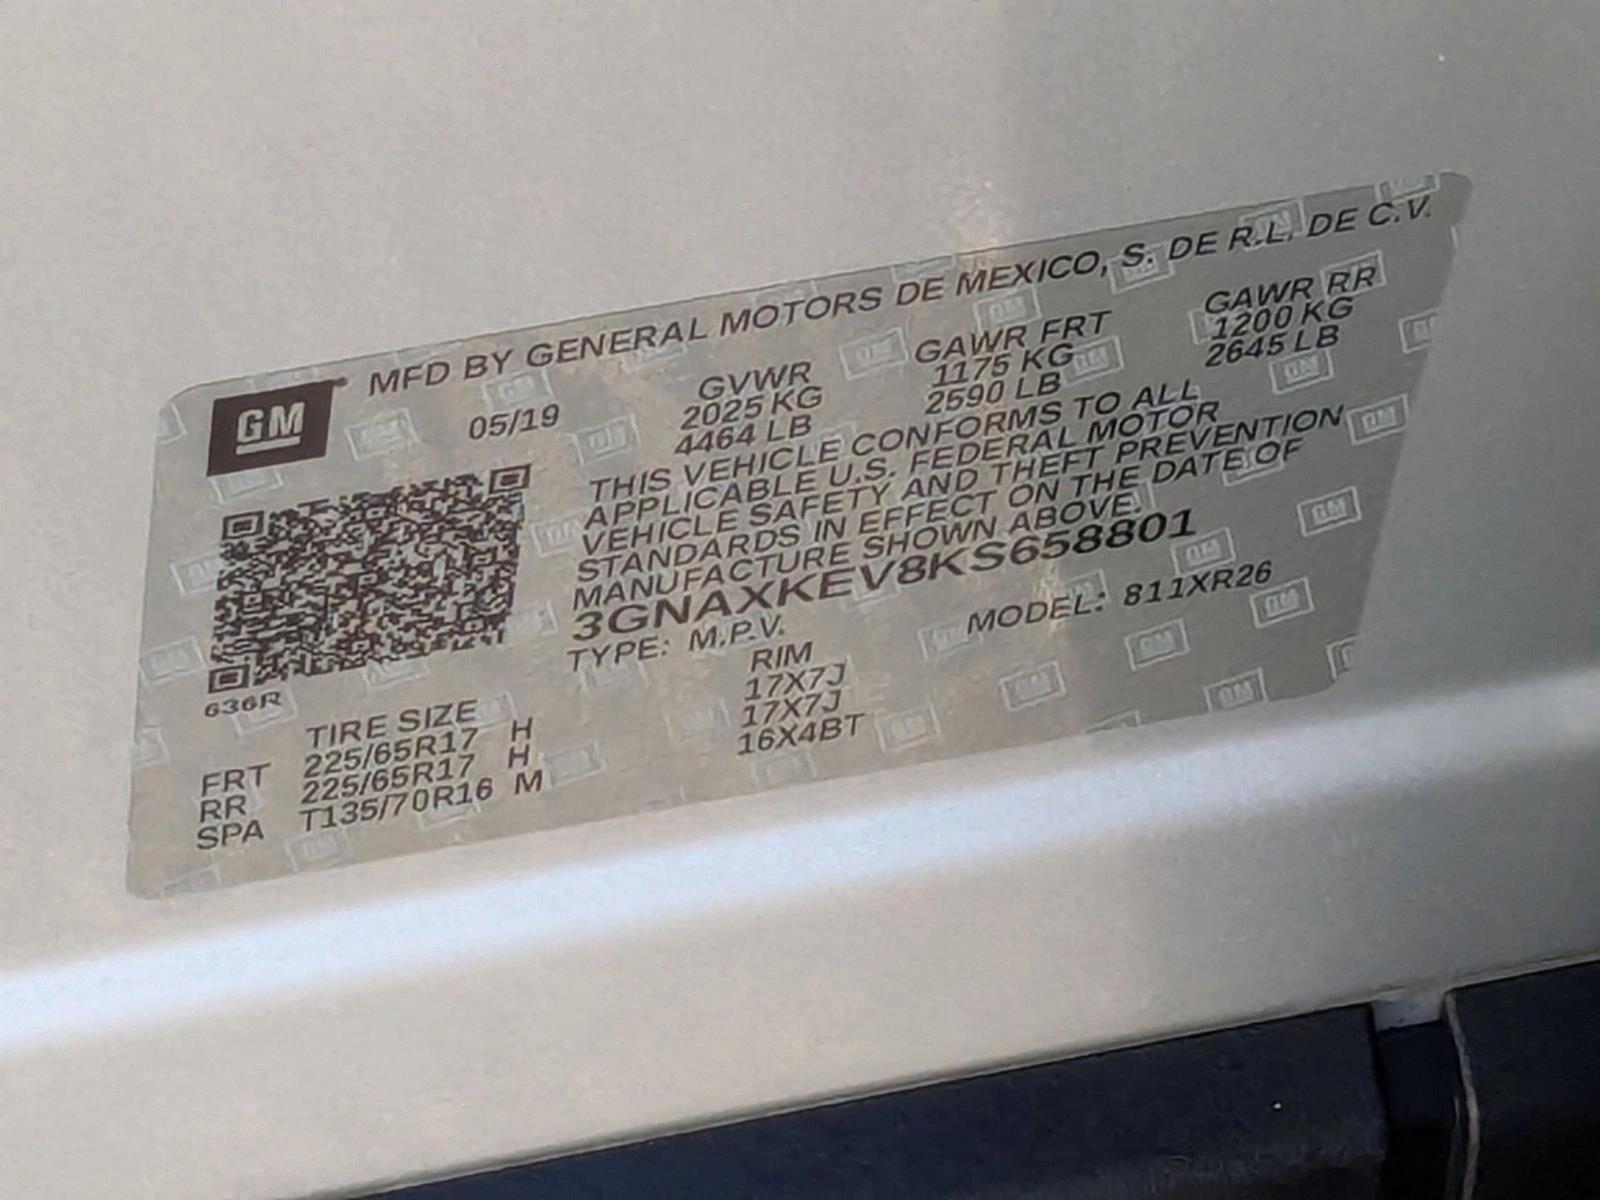 MFD BY GENERAL MOTORS DE MEXICO, S. DE R.L. DE C.V.
GM
05/19 GVWR GAWR FRT GAWR RR
2025 KG 1175 KG 1200 KG
4464 LB 2590 LB 2645 LB
THIS VEHICLE CONFORMS TO ALL
APPLICABLE U.S. FEDERAL MOTOR
VEHICLE SAFETY AND THEFT PREVENTION
STANDARDS IN EFFECT ON THE DATE OF
MANUFACTURE SHOWN ABOVE.
3GNAXKEV8KS658801
TYPE: M.P.V. MODEL: 811XR26
636R
TIRE SIZE RIM
FRT 225/65R17 H 17X7J
RR 225/65R17 H 17X7J
SPA T135/70R16 M 16X4BT